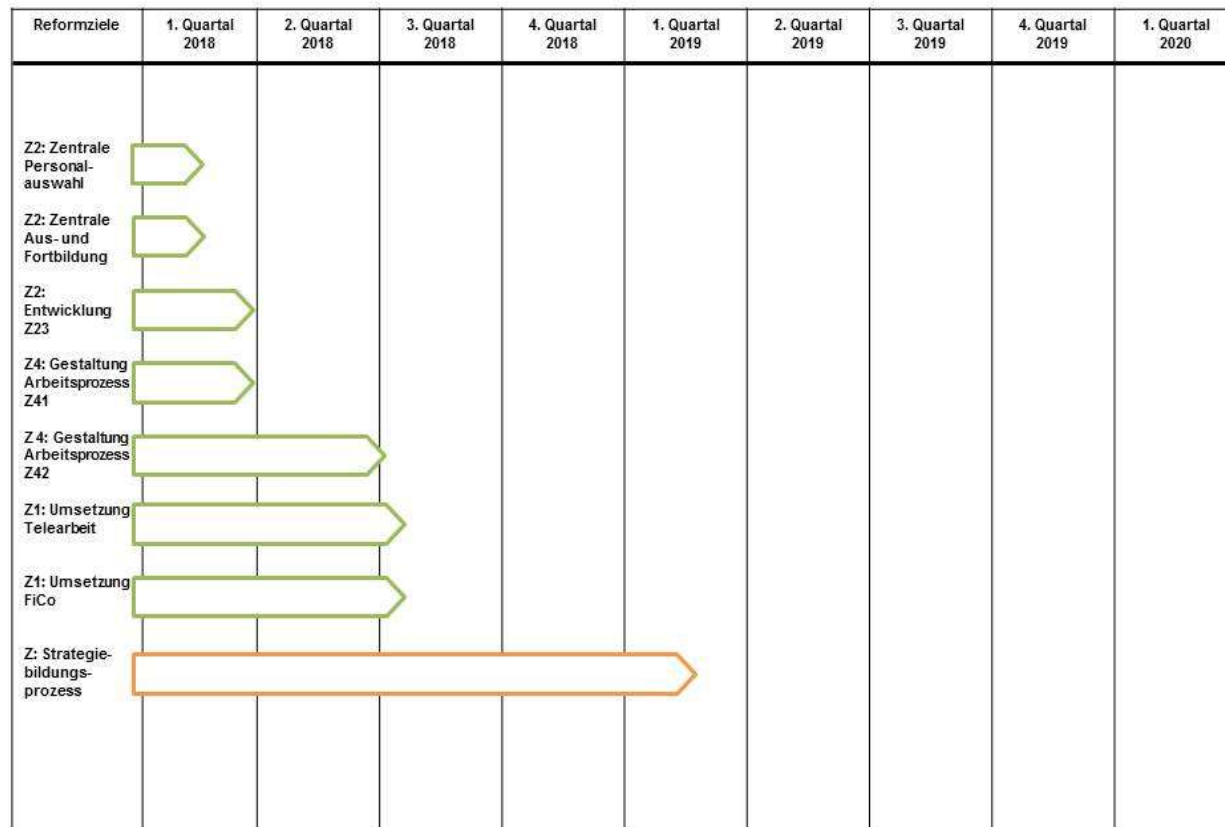 Reformziele
1. Quartal
2018
2. Quartal
2018
3. Quartal
2018
4. Quartal
2018
1. Quartal
2019
2. Quartal
2019
3. Quartal
2019
4. Quartal
2019
1. Quartal
2020
Z2: Zentrale
Personal-
auswahl
Z2: Zentrale
Aus- und
Fortbildung
Z2:
Entwicklung
Z23
Z4: Gestaltung
Arbeitsprozess
Z41
Z4: Gestaltung
Arbeitsprozess
Z42
Z1: Umsetzung
Telearbeit
Z1: Umsetzung
FiCo
Z: Strategie-
bildungs-
prozess